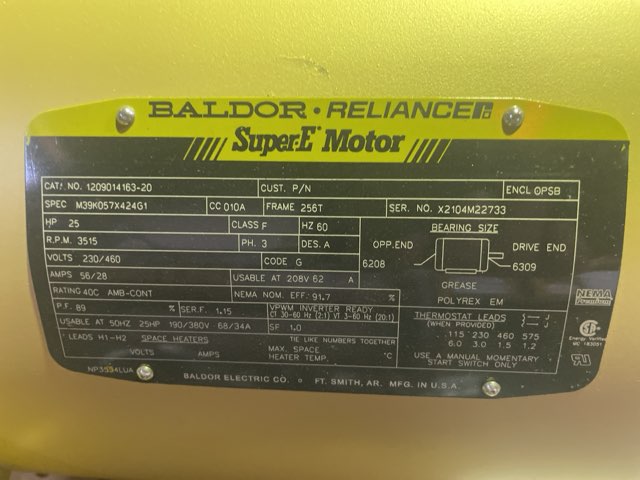 BALDOR • RELIANCE
Super-E® Motor
CAT. NO. 1209014163-20 CUST. P/N ENCL OPSB
SPEC M39K057X424G1 CC 010A FRAME 256T SER. NO. X2104M22733
HP 25 CLASS F HZ 60 BEARING SIZE
R.P.M. 3515 PH. 3 DES. A OPP.END DRIVE END
VOLTS 230/460 CODE G 6208 6309
AMPS 56/28 USABLE AT 208V 62 A GREASE
RATING 40C AMB-CONT NEMA NOM. EFF. 91.7 % POLYREX EM
P.F. 89 % SER.F. 1.15 VPWM INVERTER READY
CT 30-60 HZ (2:1) VT 3-60 HZ (20:1)
USABLE AT 50HZ 25HP 190/380V 68/34A SF 1.0
THERMOSTAT LEADS
(WHEN PROVIDED)
115 230 460 575
6.0 3.0 1.5 1.2
LEADS H1-H2 SPACE HEATERS TIE LIKE NUMBERS TOGETHER
VOLTS AMPS MAX. SPACE
HEATER TEMP. °C
USE A MANUAL MOMENTARY
START SWITCH ONLY
NEMA
Premium
Energy Verified
MC 183051
NP3534LUA
BALDOR ELECTRIC CO. FT. SMITH, AR. MFG. IN U.S.A.